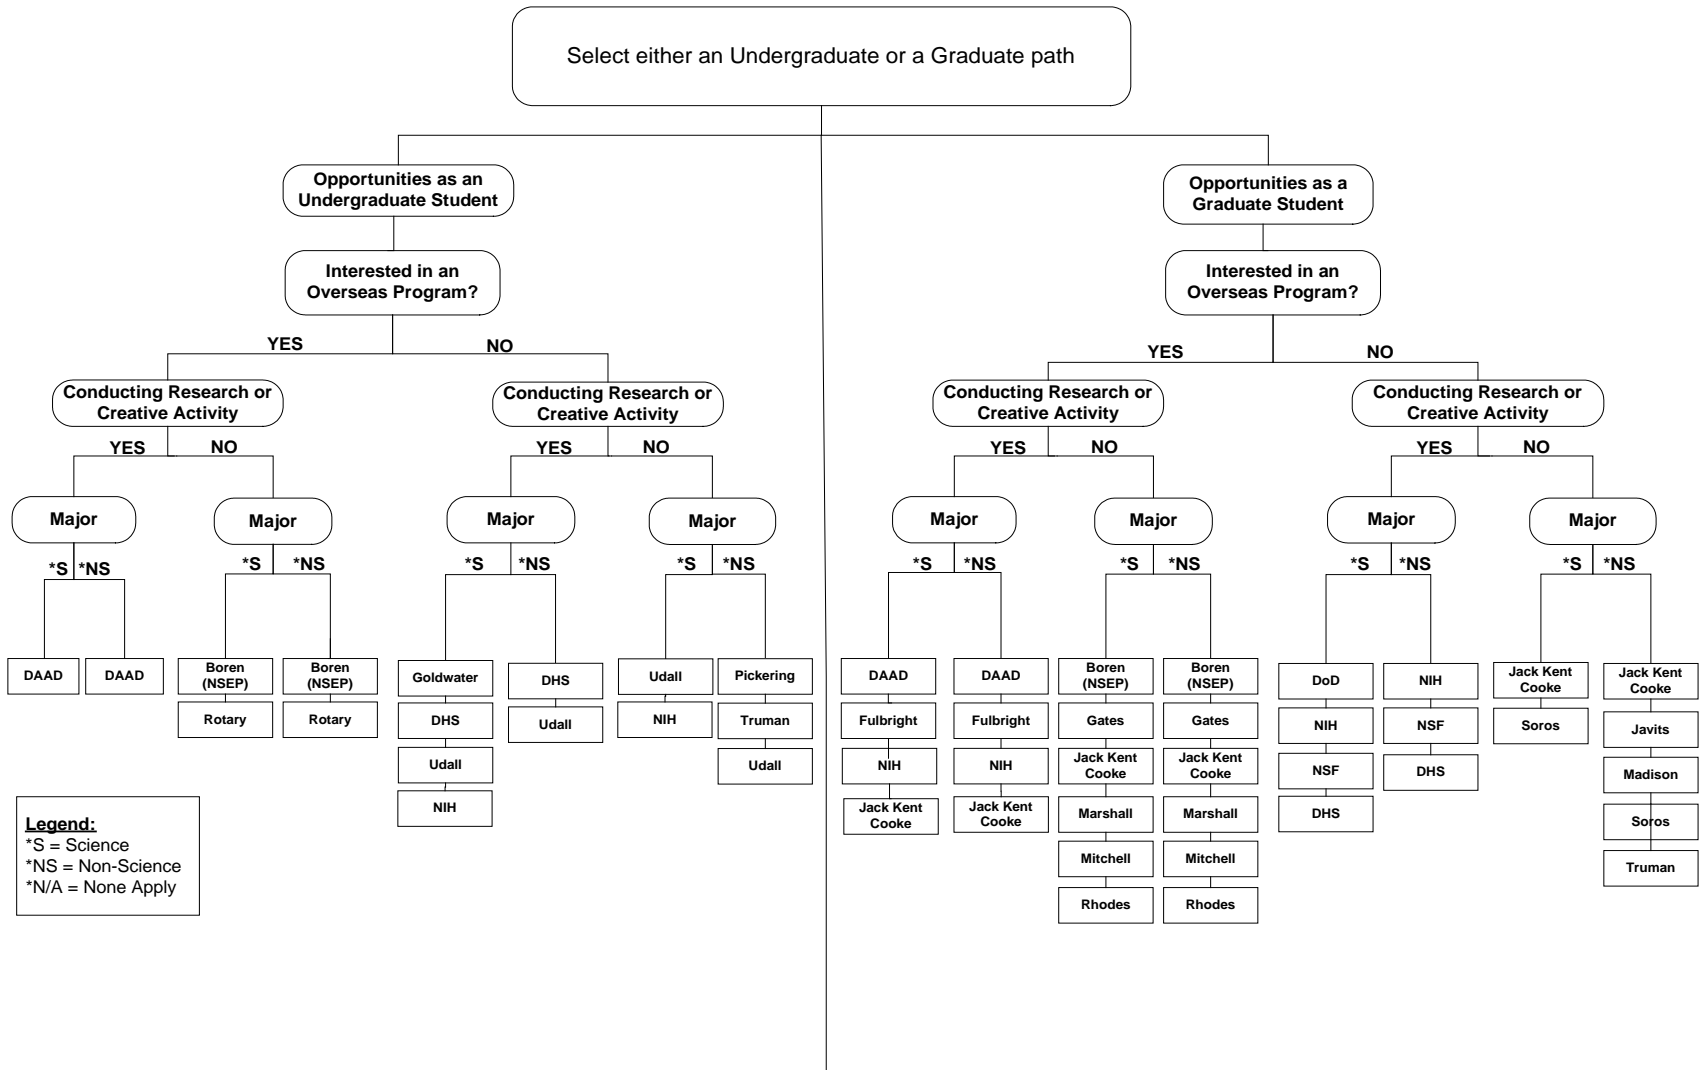 Select either an Undergraduate or a Graduate path
Opportunities as an
Undergraduate Student
Opportunities as a
Graduate Student
Interested in an
Overseas Program?
Interested in an
Overseas Program?
YES
NO
YES
NO
Conducting Research or
Creative Activity
Conducting Research or
Creative Activity
Conducting Research or
Creative Activity
Conducting Research or
Creative Activity
YES
NO
YES
NO
YES
NO
YES
NO
Major
Major
Major
Major
Major
Major
Major
Major
*S
*NS
*S
*NS
*S
*NS
*S
*NS
*S
*NS
*S
*NS
*S
*NS
*S
*NS
DAAD
DAAD
Boren
(NSEP)
Rotary
Boren
(NSEP)
Rotary
Goldwater
DHS
Udall
NIH
DHS
Udall
Udall
NIH
Pickering
Truman
Udall
DAAD
Fulbright
NIH
Jack Kent
Cooke
DAAD
Fulbright
NIH
Jack Kent
Cooke
Boren
(NSEP)
Gates
Jack Kent
Cooke
Marshall
Mitchell
Rhodes
Boren
(NSEP)
Gates
Jack Kent
Cooke
Marshall
Mitchell
Rhodes
DoD
NIH
NSF
DHS
NIH
NSF
DHS
Jack Kent
Cooke
Soros
Jack Kent
Cooke
Javits
Madison
Soros
Truman
Legend:
*S = Science
*NS = Non-Science
*N/A = None Apply